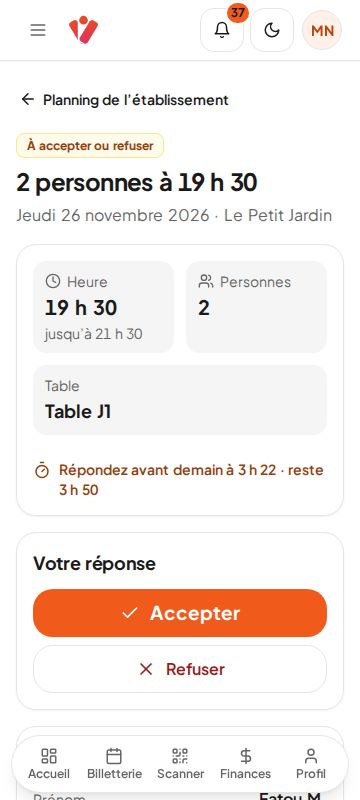 37
MN
Planning de l'établissement
À accepter ou refuser
2 personnes à 19 h 30
Jeudi 26 novembre 2026 · Le Petit Jardin
Heure
19 h 30
jusqu'à 21 h 30
Personnes
2
Table
Table J1
Répondez avant demain à 3 h 22 · reste
3 h 50
Votre réponse
Accepter
Refuser
Accueil
Billetterie
Scanner
Finances
Profil